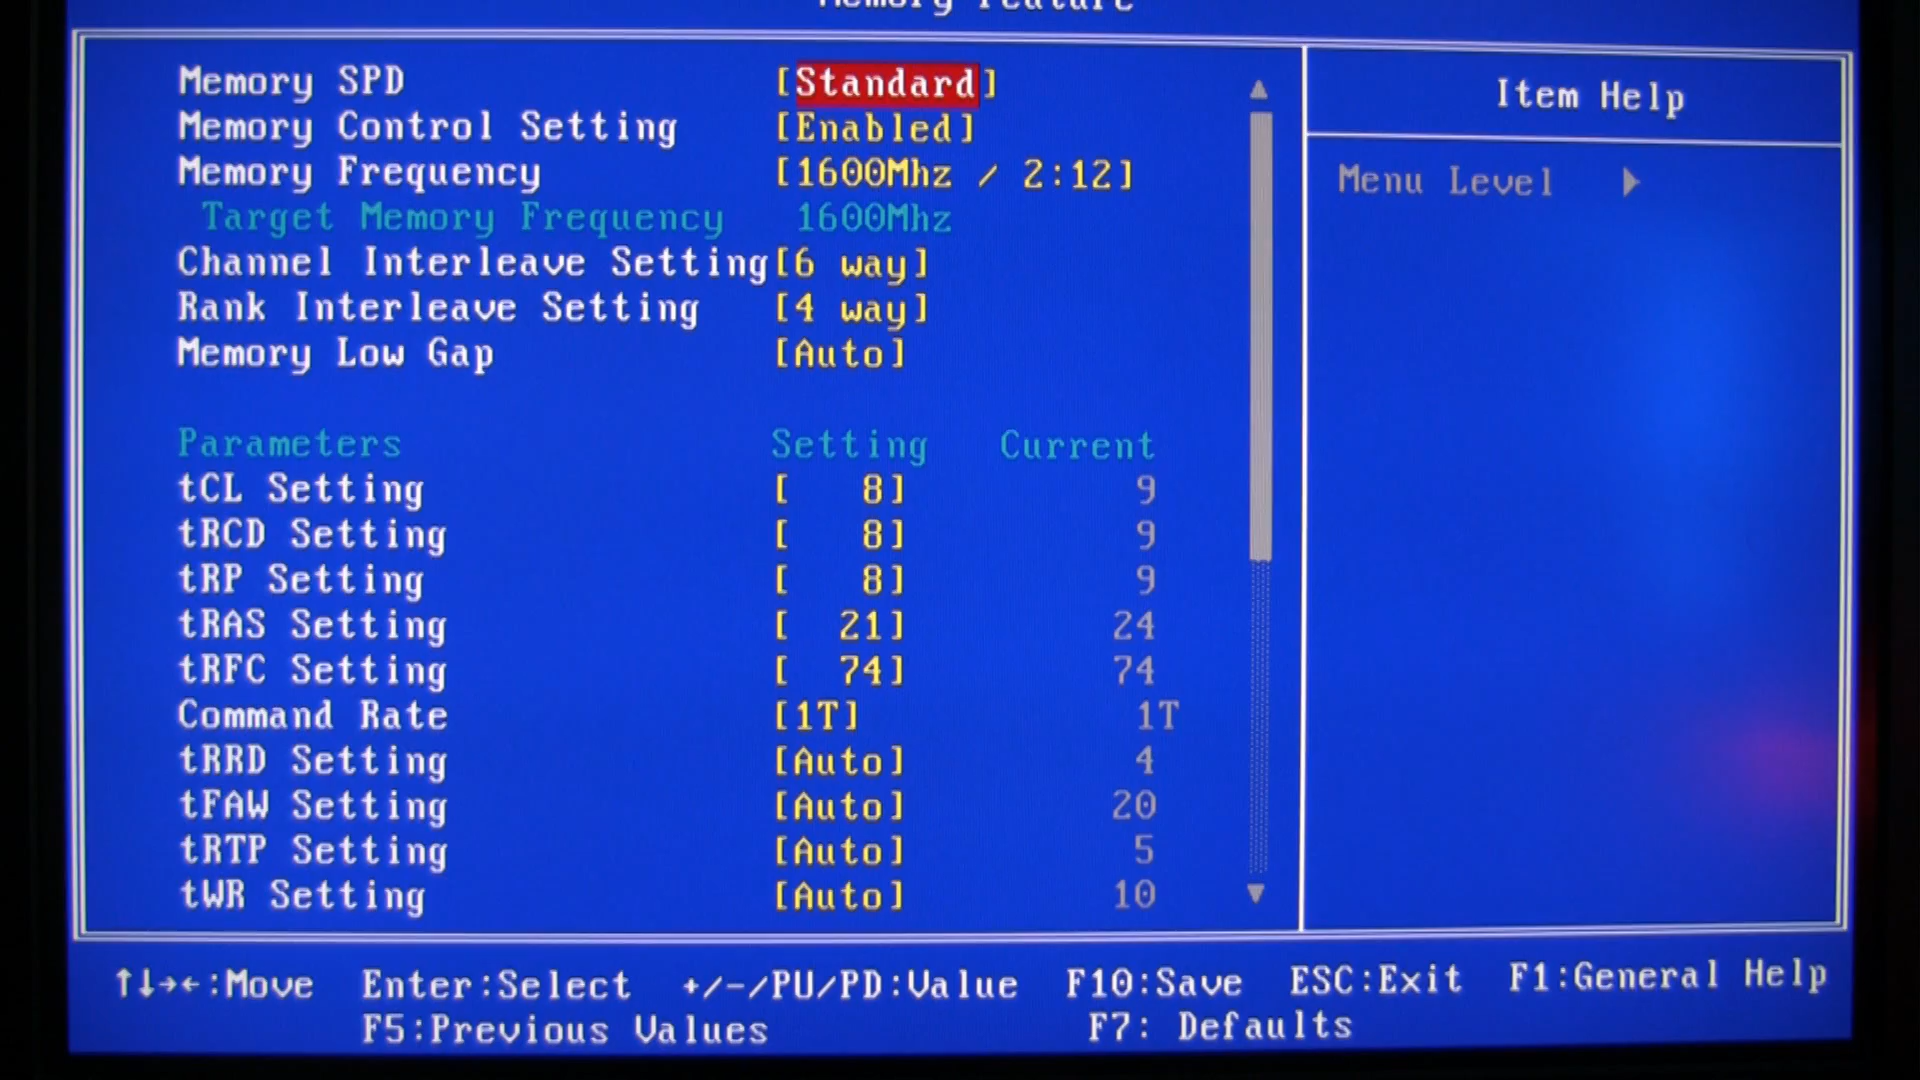 Memory Feature
Memory SPD [Standard]
Memory Control Setting [Enabled]
Memory Frequency [1600Mhz / 2:12]
Target Memory Frequency 1600Mhz
Channel Interleave Setting[6 way]
Rank Interleave Setting [4 way]
Memory Low Gap [Auto]
Parameters Setting Current
tCL Setting [ 8] 9
tRCD Setting [ 8] 9
tRP Setting [ 8] 9
tRAS Setting [ 21] 24
tRFC Setting [ 74] 74
Command Rate [1T] 1T
tRRD Setting [Auto] 4
tFAW Setting [Auto] 20
tRTP Setting [Auto] 5
tWR Setting [Auto] 10
Item Help
Menu Level ▶
↑↓→←:Move Enter:Select +/-/PU/PD:Value F10:Save ESC:Exit F1:General Help
F5:Previous Values F7: Defaults